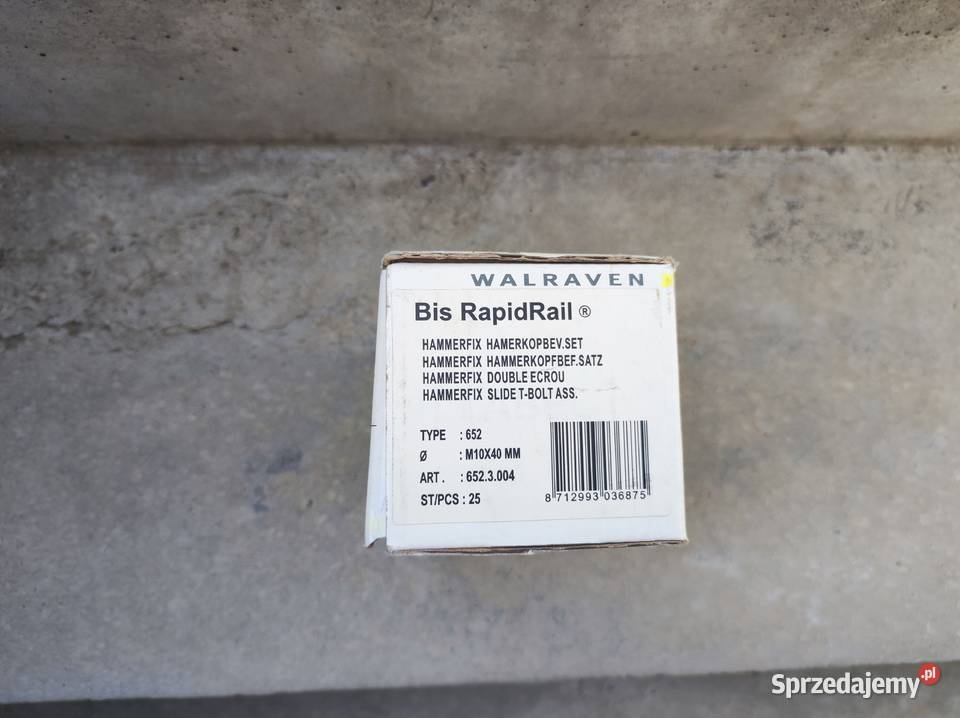 WALRAVEN
Bis RapidRail ®
HAMMERFIX HAMERKOPBEV.SET
HAMMERFIX HAMMERKOPFBEF.SATZ
HAMMERFIX DOUBLE ECROU
HAMMERFIX SLIDE T-BOLT ASS.
TYPE : 652
Ø : M10X40 MM
ART. : 652.3.004
ST/PCS : 25
8 712993 036875
Sprzedajemy.pl